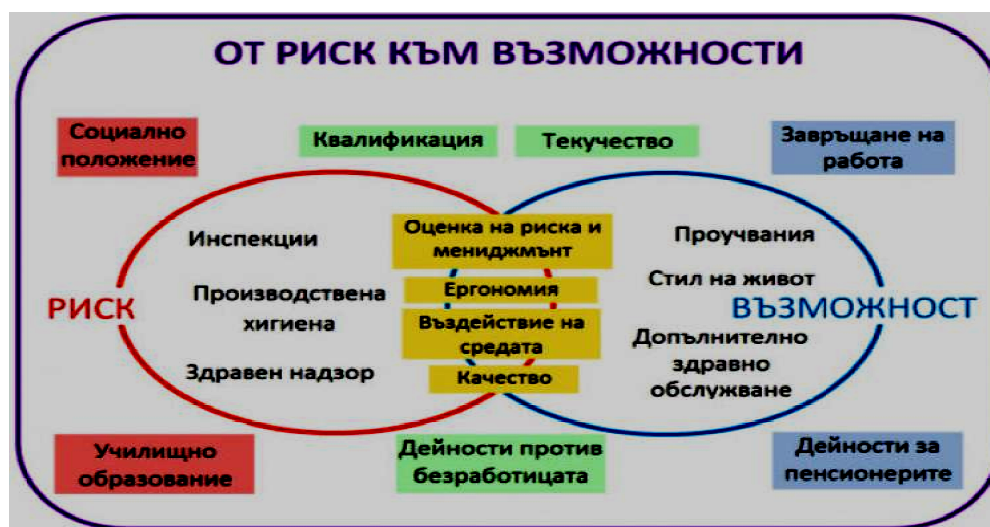 ОТ РИСК КЪМ ВЪЗМОЖНОСТИ
Социално
положение
Квалификация
Текучество
Завръщане на
работа
Инспекции
Оценка на риска и
мениджмънт
Проучвания
РИСК
Производствена
хигиена
Ергономия
Въздействие на
средата
Стил на живот
ВЪЗМОЖНОСТ
Здравен надзор
Качество
Допълнително
здравно
обслужване
Училищно
образование
Дейности против
безработицата
Дейности за
пенсионерите